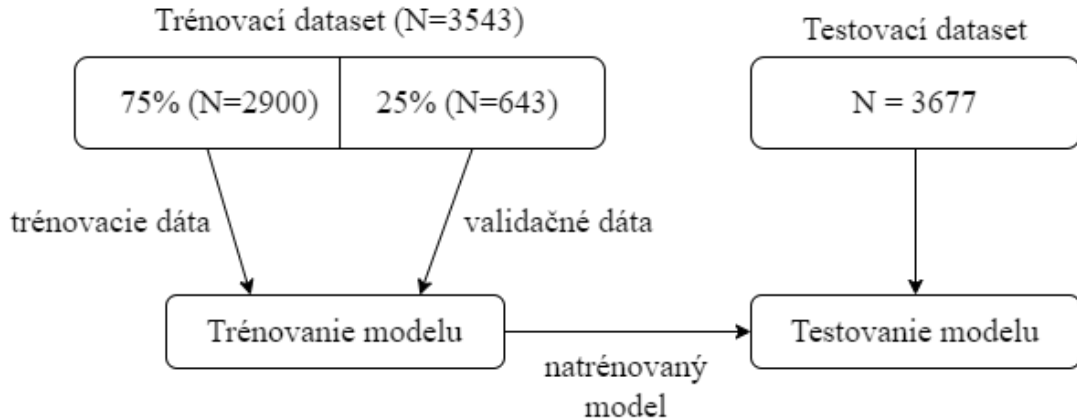 Trénovací dataset (N=3543)
Testovací dataset
75% (N=2900)
25% (N=643)
N = 3677
trénovacie dáta
validačné dáta
Trénovanie modelu
Testovanie modelu
natrénovaný
model